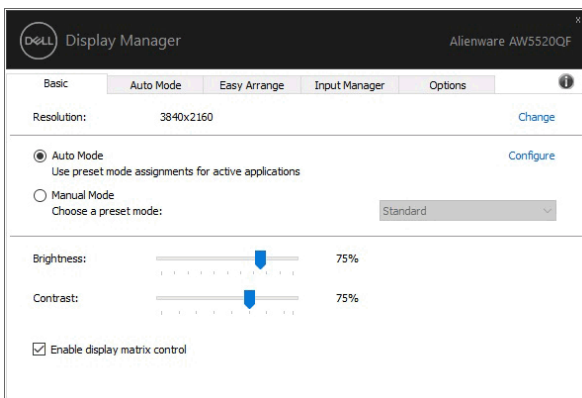 x
DELL Display Manager
Alienware AW5520QF
Basic Auto Mode Easy Arrange Input Manager Options i
Resolution: 3840x2160 Change
Auto Mode Configure
Use preset mode assignments for active applications
Manual Mode
Choose a preset mode: Standard
Brightness: 75%
Contrast: 75%
Enable display matrix control